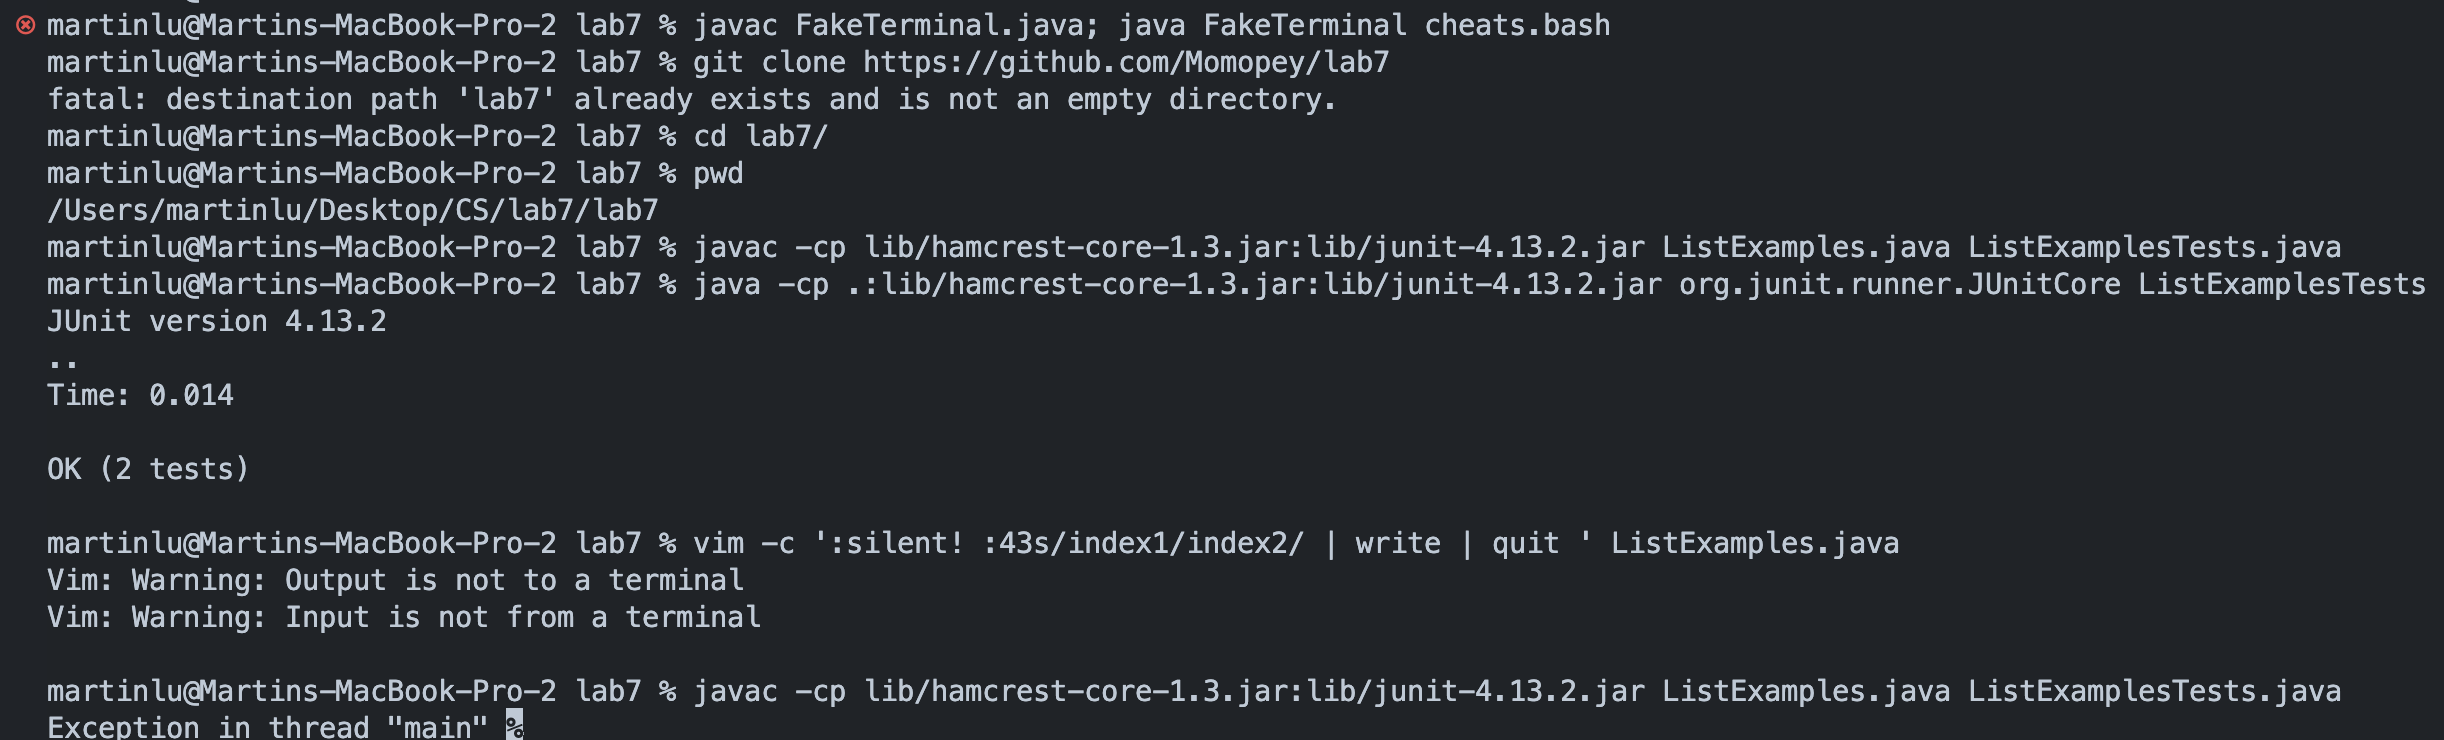 martinlu@Martins-MacBook-Pro-2 lab7 % javac FakeTerminal.java; java FakeTerminal cheats.bash
martinlu@Martins-MacBook-Pro-2 lab7 % git clone https://github.com/Momopey/lab7
fatal: destination path 'lab7' already exists and is not an empty directory.
martinlu@Martins-MacBook-Pro-2 lab7 % cd lab7/
martinlu@Martins-MacBook-Pro-2 lab7 % pwd
/Users/martinlu/Desktop/CS/lab7/lab7
martinlu@Martins-MacBook-Pro-2 lab7 % javac -cp lib/hamcrest-core-1.3.jar:lib/junit-4.13.2.jar ListExamples.java ListExamplesTests.java
martinlu@Martins-MacBook-Pro-2 lab7 % java -cp .:lib/hamcrest-core-1.3.jar:lib/junit-4.13.2.jar org.junit.runner.JUnitCore ListExamplesTests
JUnit version 4.13.2
..
Time: 0.014
OK (2 tests)
martinlu@Martins-MacBook-Pro-2 lab7 % vim -c ':silent! :43s/index1/index2/ | write | quit ' ListExamples.java
Vim: Warning: Output is not to a terminal
Vim: Warning: Input is not from a terminal
martinlu@Martins-MacBook-Pro-2 lab7 % javac -cp lib/hamcrest-core-1.3.jar:lib/junit-4.13.2.jar ListExamples.java ListExamplesTests.java
Exception in thread "main" %